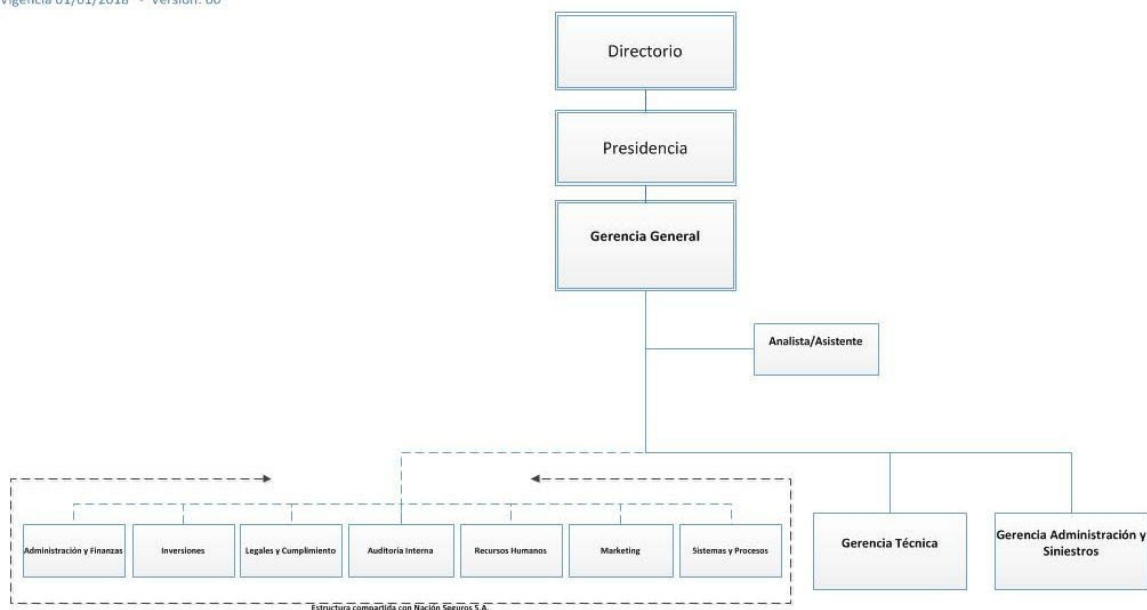 Vigencia 01/01/2018 - Versión: 00
Directorio
Presidencia
Gerencia General
Analista/Asistente
Administración y Finanzas
Inversiones
Legales y Cumplimiento
Auditoría Interna
Recursos Humanos
Marketing
Sistemas y Procesos
Gerencia Técnica
Gerencia Administración y
Siniestros
Estructura compartida con Nación Seguros S.A.